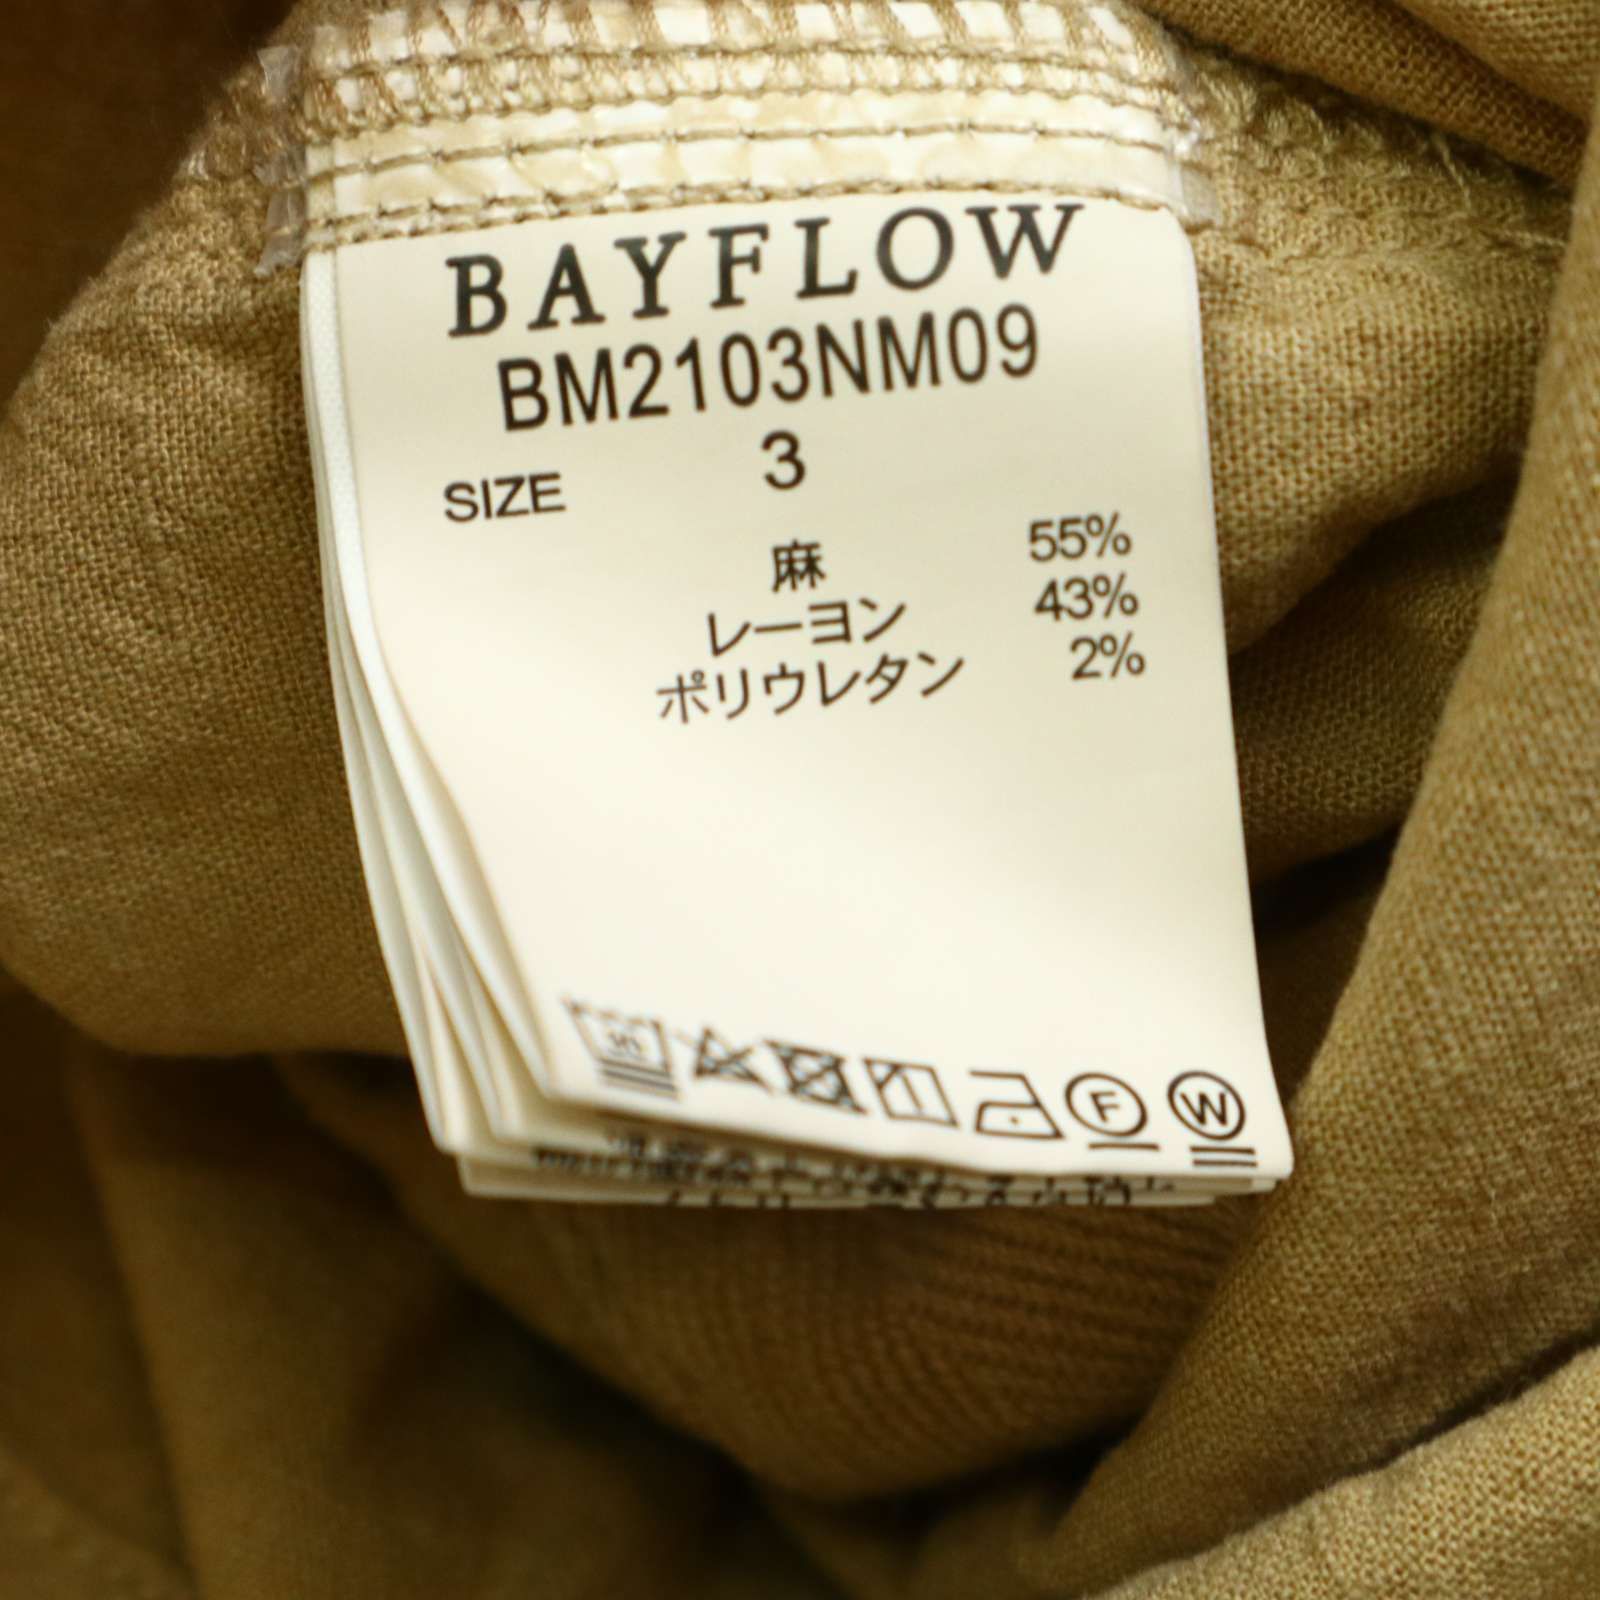 BAYFLOW
BM2103NM09
SIZE 3
麻 55%
レーヨン 43%
ポリウレタン 2%
F W